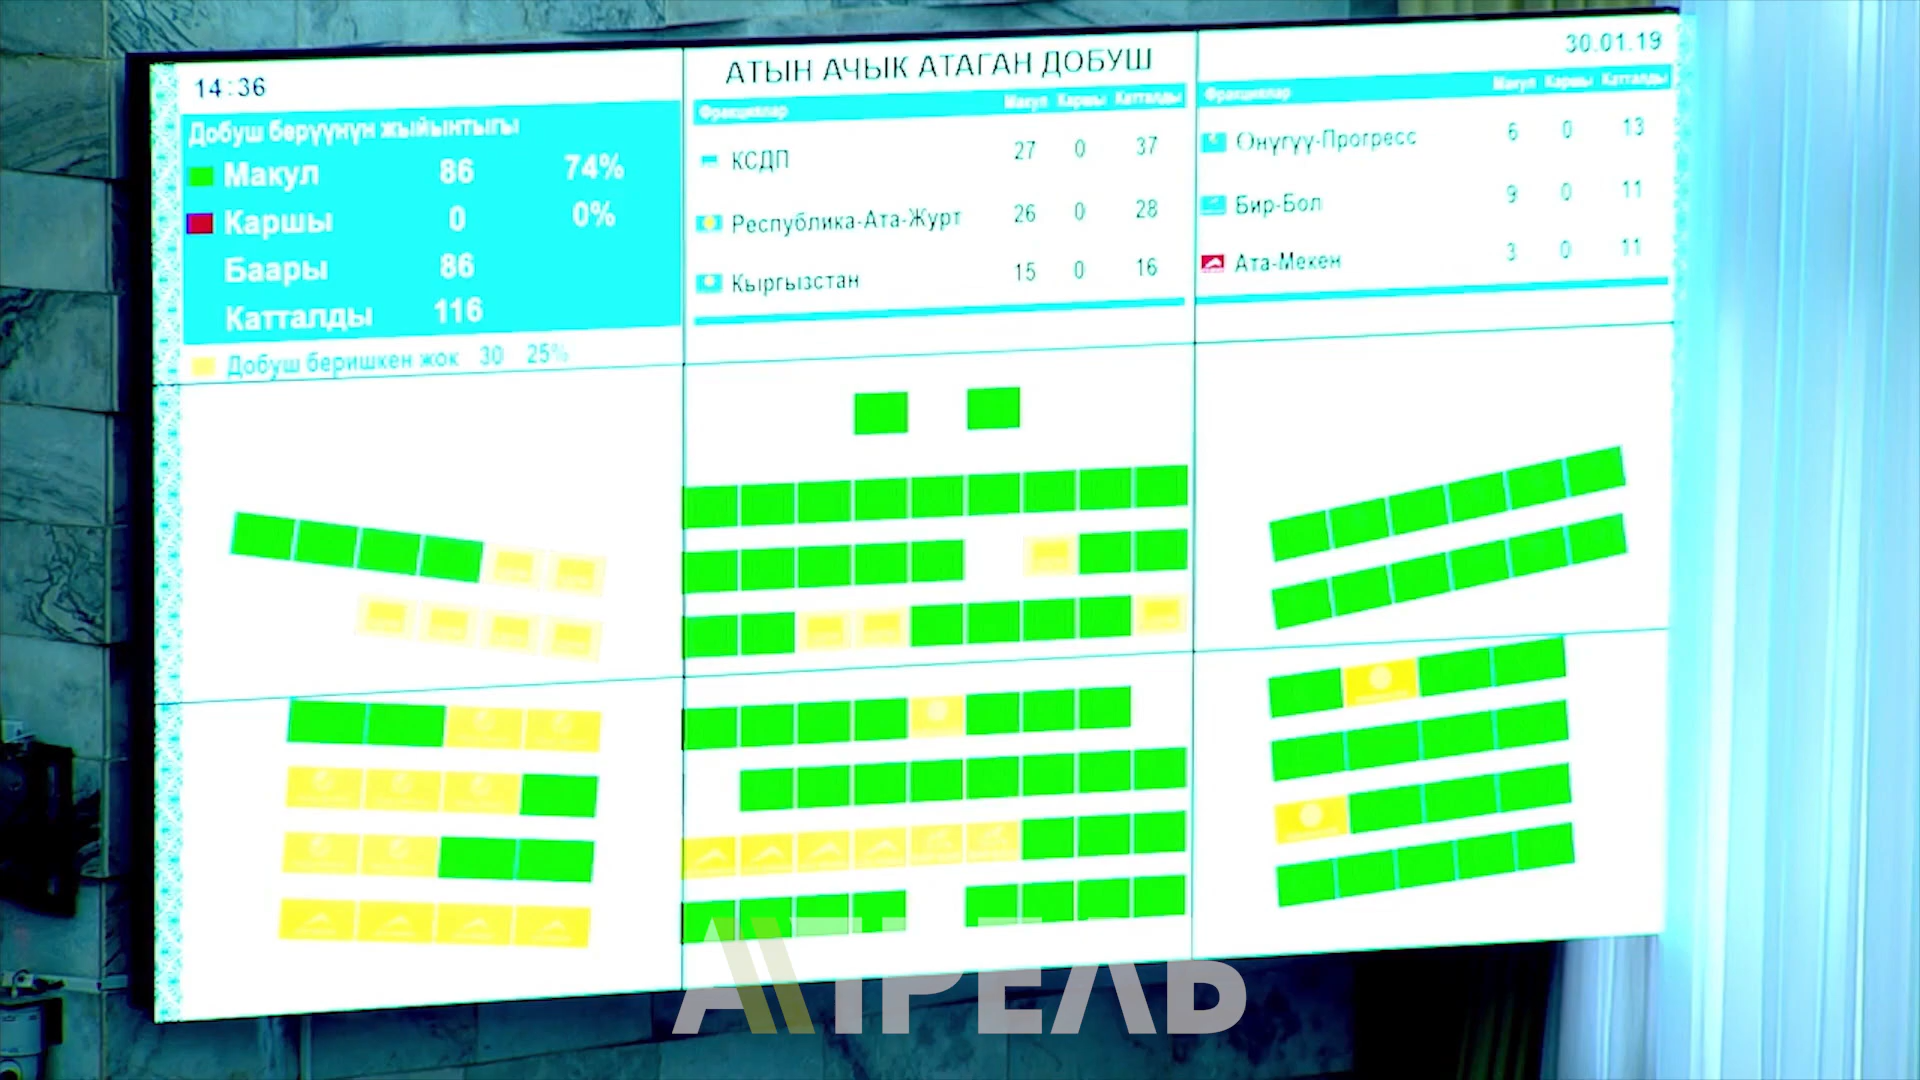 14:36
Добуш берүүнүн жыйынтыгы
Макул 86 74%
Каршы 0 0%
Баары 86
Катталды 116
Добуш беришкен жок 30 25%
АТЫН АЧЫК АТАГАН ДОБУШ
Фракциялар Макул Каршы Катталды
КСДП 27 0 37
Республика-Ата-Журт 26 0 28
Кыргызстан 15 0 16
30.01.19
Фракциялар Макул Каршы Катталды
Өнүгүү-Прогресс 6 0 13
Бир-Бол 9 0 11
Ата-Мекен 3 0 11
АПРЕЛЬ